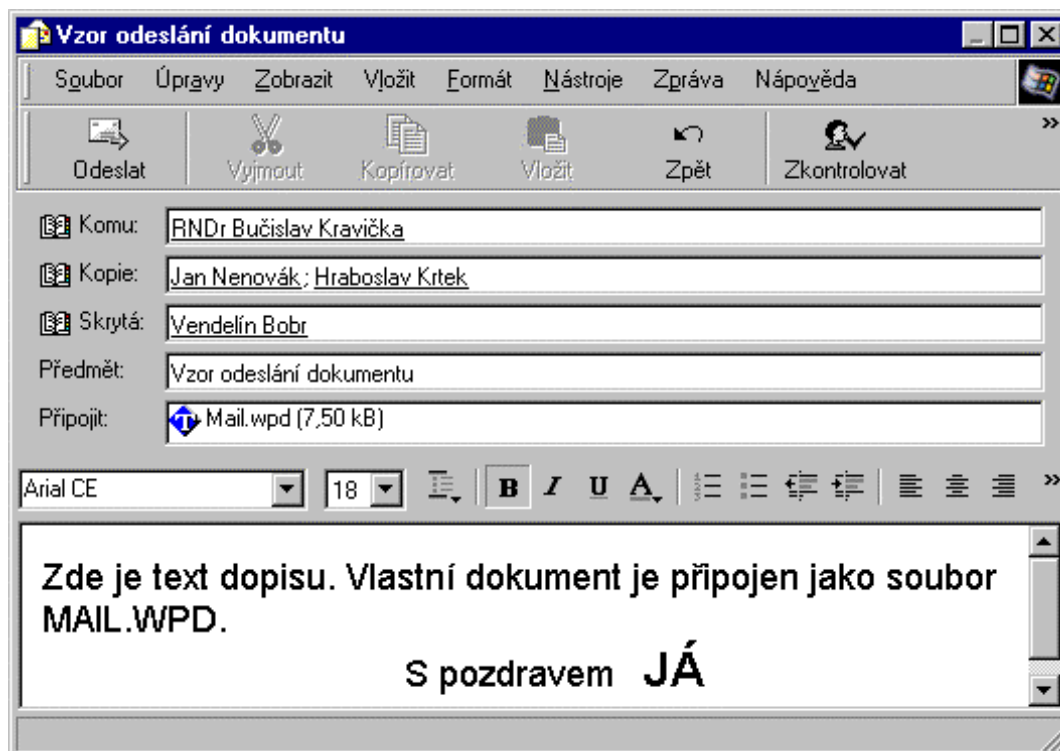 Vzor odeslání dokumentu
Soubor Úpravy Zobrazit Vložit Formát Nástroje Zpráva Nápověda
Odeslat Vyjmout Kopírovat Vložit Zpět Zkontrolovat »
Komu: RNDr Bučislav Kravička
Kopie: Jan Nenovák; Hraboslav Krtek
Skrytá: Vendelín Bobr
Předmět: Vzor odeslání dokumentu
Připojit: Mail.wpd (7,50 kB)
Arial CE 18 B I U A »
Zde je text dopisu. Vlastní dokument je připojen jako soubor
MAIL.WPD.
S pozdravem JÁ